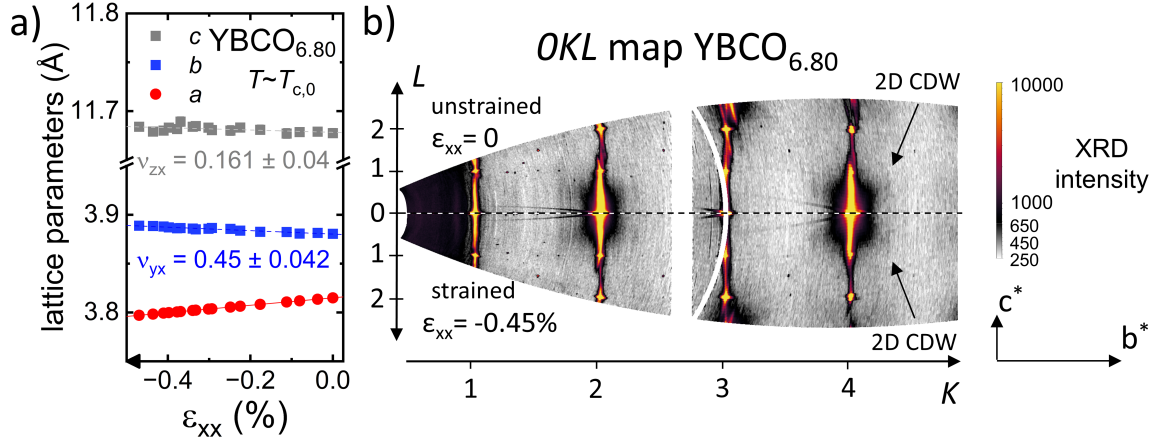 a)
11.8
11.7
3.9
3.8
lattice parameters (Å)
c YBCO6.80
b T~Tc,0
a
νzx = 0.161 ± 0.04
νyx = 0.45 ± 0.042
−0.4 −0.2 0.0
εxx (%)
b)
0KL map YBCO6.80
L
unstrained
εxx= 0
2D CDW
2
1
0
1
2
strained
εxx= -0.45%
2D CDW
1 2 3 4 K
10000
1000
650
450
250
XRD
intensity
c*
b*